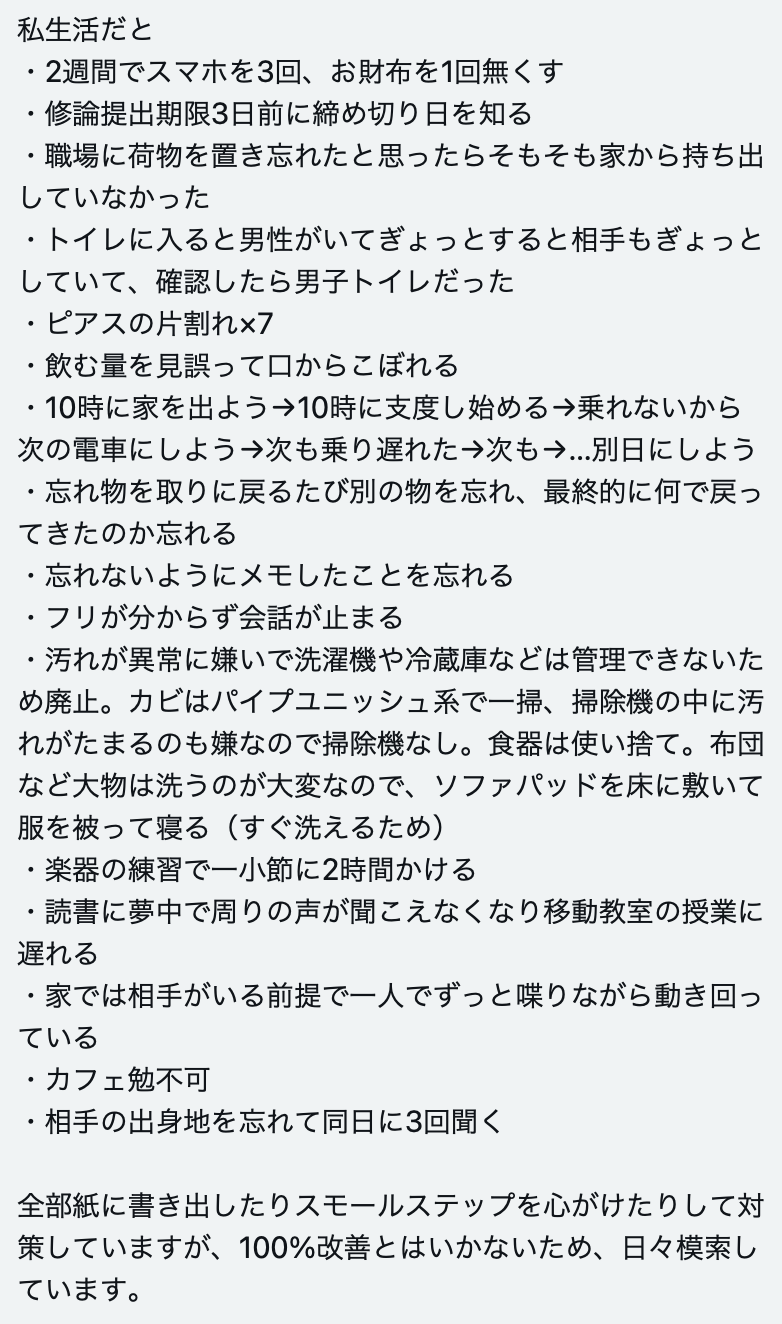 私生活だと
・2週間でスマホを3回、お財布を1回無くす
・修論提出期限3日前に締め切り日を知る
・職場に荷物を置き忘れたと思ったらそもそも家から持ち出
していなかった
・トイレに入ると男性がいてぎょっとすると相手もぎょっと
していて、確認したら男子トイレだった
・ピアスの片割れ×7
・飲む量を見誤って口からこぼれる
・10時に家を出よう→10時に支度し始める→乗れないから
次の電車にしよう→次も乗り遅れた→次も→...別日にしよう
・忘れ物を取りに戻るたび別の物を忘れ、最終的に何で戻っ
てきたのか忘れる
・忘れないようにメモしたことを忘れる
・フリが分からず会話が止まる
・汚れが異常に嫌いで洗濯機や冷蔵庫などは管理できないた
め廃止。カビはパイプユニッシュ系で一掃、掃除機の中に汚
れがたまるのも嫌なので掃除機なし。食器は使い捨て。布団
など大物は洗うのが大変なので、ソファパッドを床に敷いて
服を被って寝る（すぐ洗えるため）
・楽器の練習で一小節に2時間かける
・読書に夢中で周りの声が聞こえなくなり移動教室の授業に
遅れる
・家では相手がいる前提で一人でずっと喋りながら動き回っ
ている
・カフェ勉不可
・相手の出身地を忘れて同日に3回聞く
全部紙に書き出したりスモールステップを心がけたりして対
策していますが、100%改善とはいかないため、日々模索し
ています。